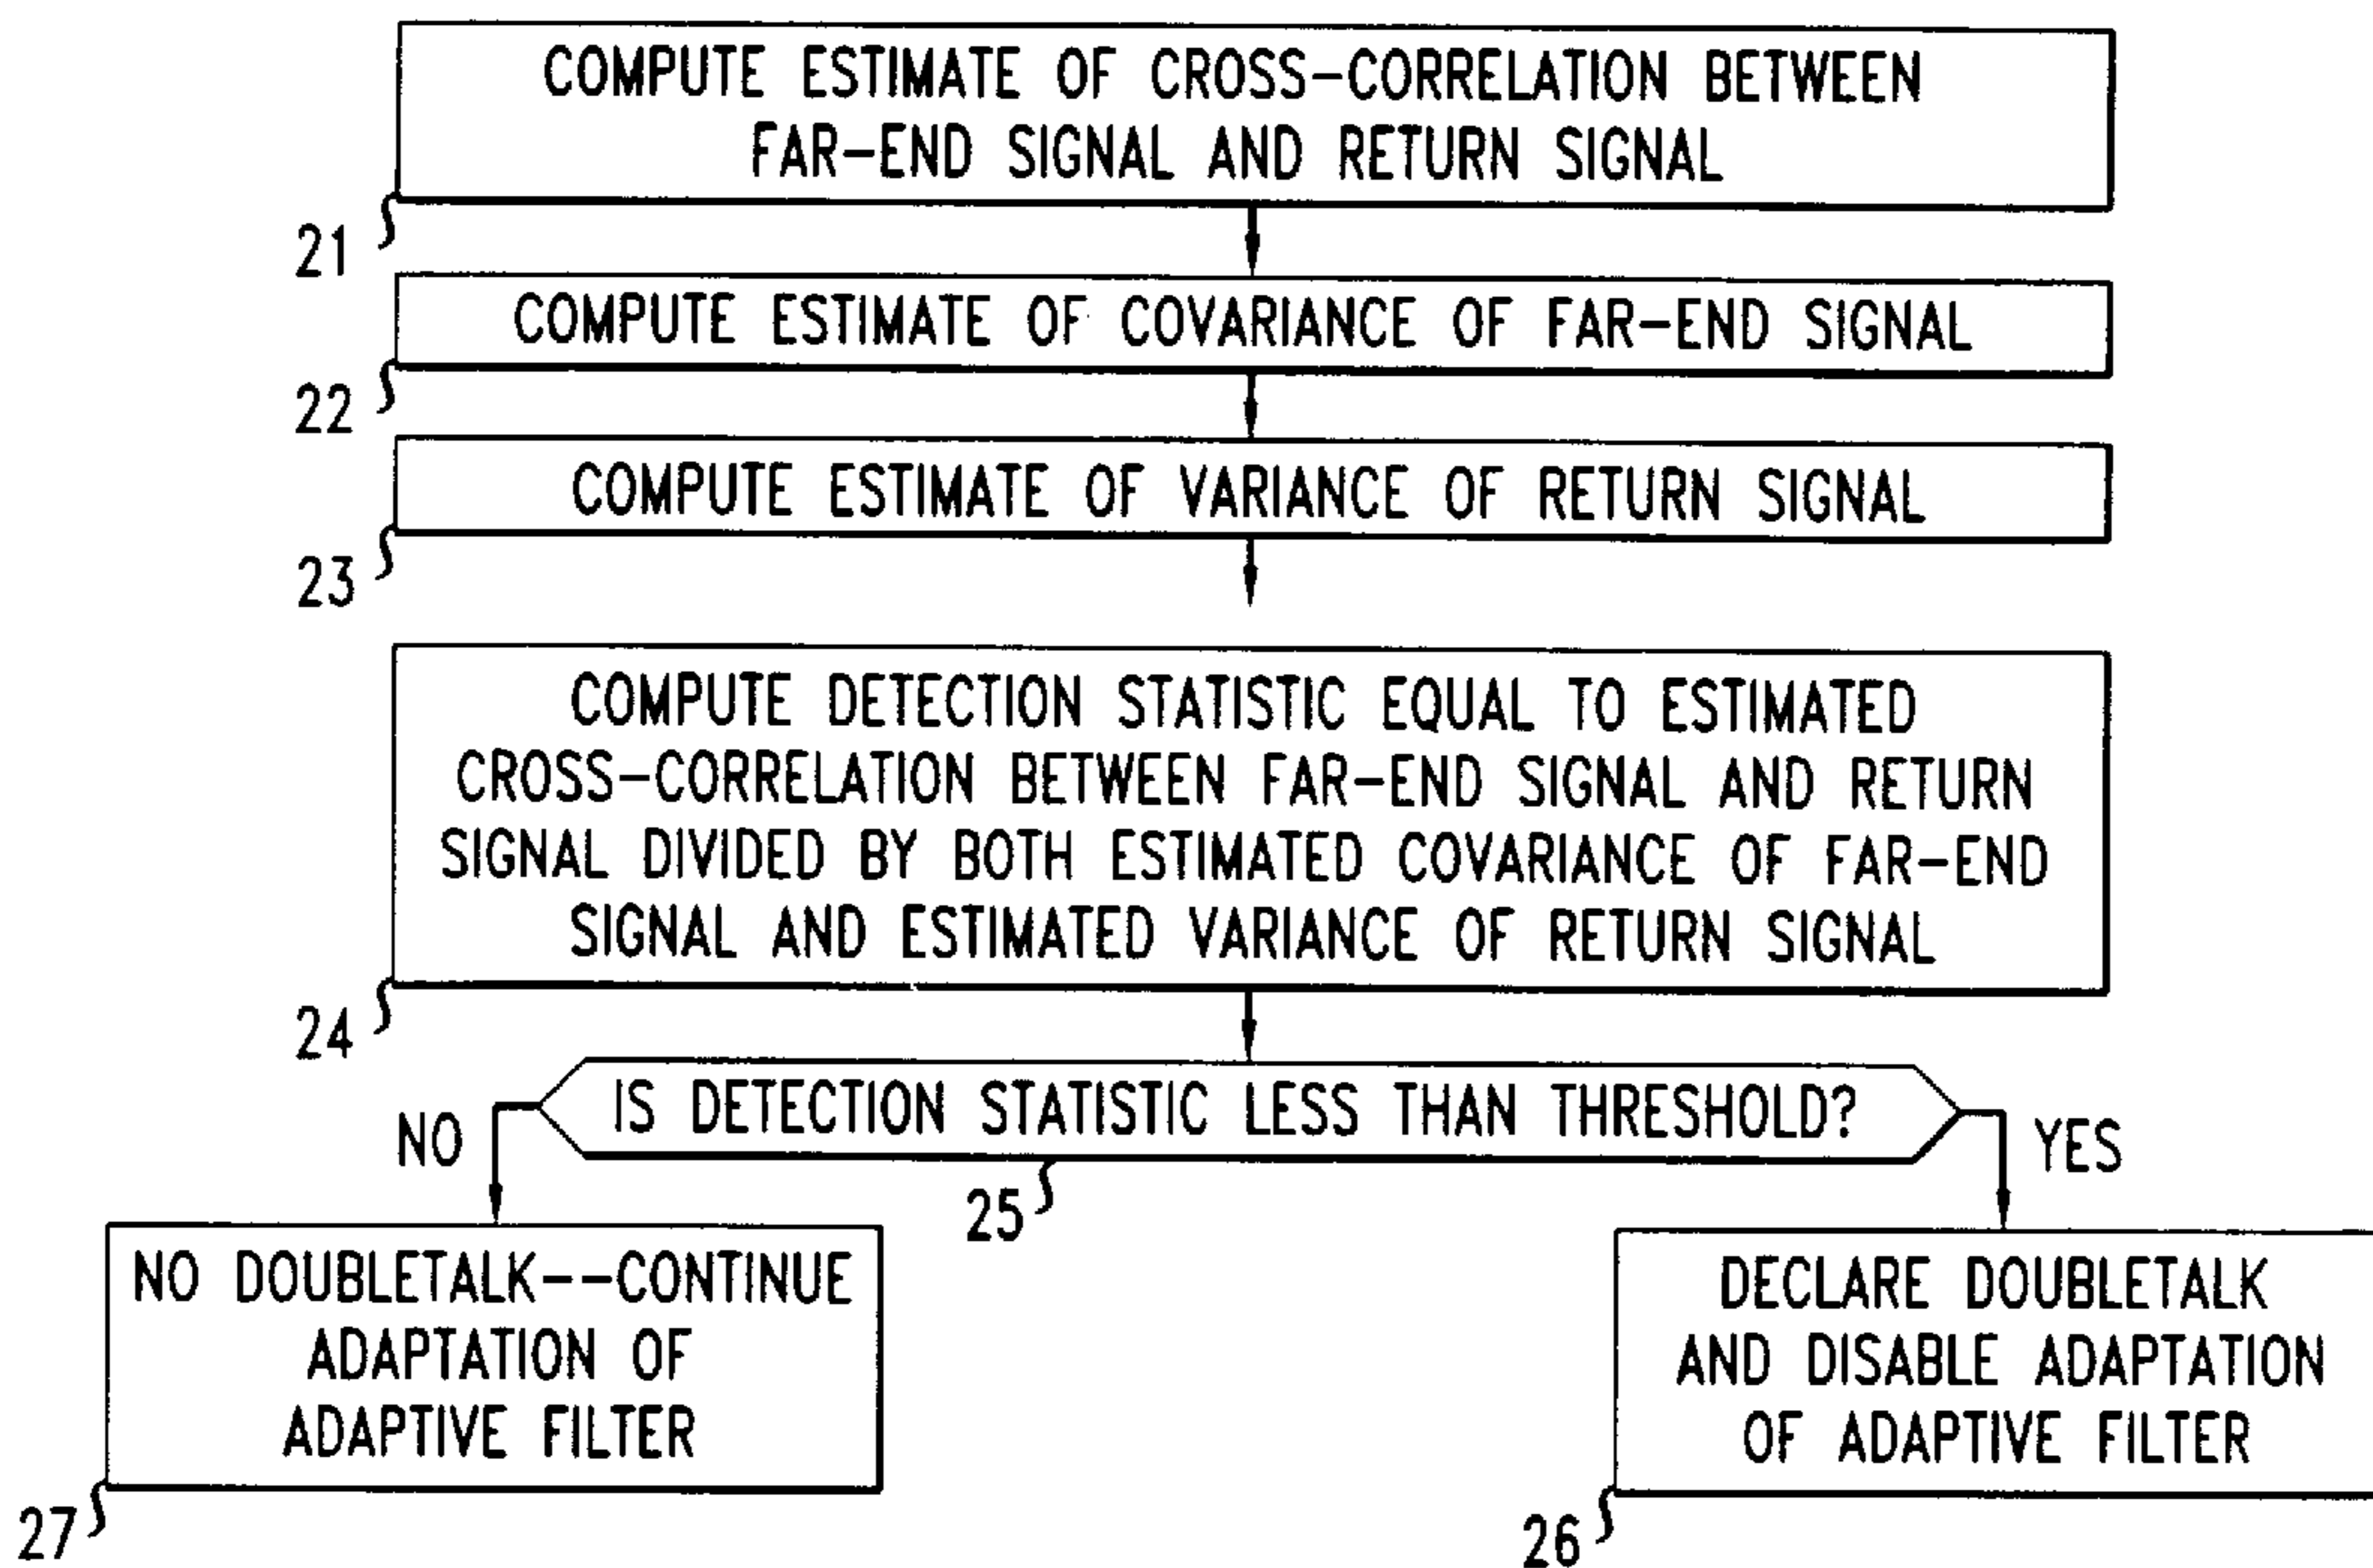 COMPUTE ESTIMATE OF CROSS-CORRELATION BETWEEN
FAR-END SIGNAL AND RETURN SIGNAL
21
COMPUTE ESTIMATE OF COVARIANCE OF FAR-END SIGNAL
22
COMPUTE ESTIMATE OF VARIANCE OF RETURN SIGNAL
23
COMPUTE DETECTION STATISTIC EQUAL TO ESTIMATED
CROSS-CORRELATION BETWEEN FAR-END SIGNAL AND RETURN
SIGNAL DIVIDED BY BOTH ESTIMATED COVARIANCE OF FAR-END
SIGNAL AND ESTIMATED VARIANCE OF RETURN SIGNAL
24
IS DETECTION STATISTIC LESS THAN THRESHOLD?
25
NO
YES
NO DOUBLETALK--CONTINUE
ADAPTATION OF
ADAPTIVE FILTER
27
DECLARE DOUBLETALK
AND DISABLE ADAPTATION
OF ADAPTIVE FILTER
26